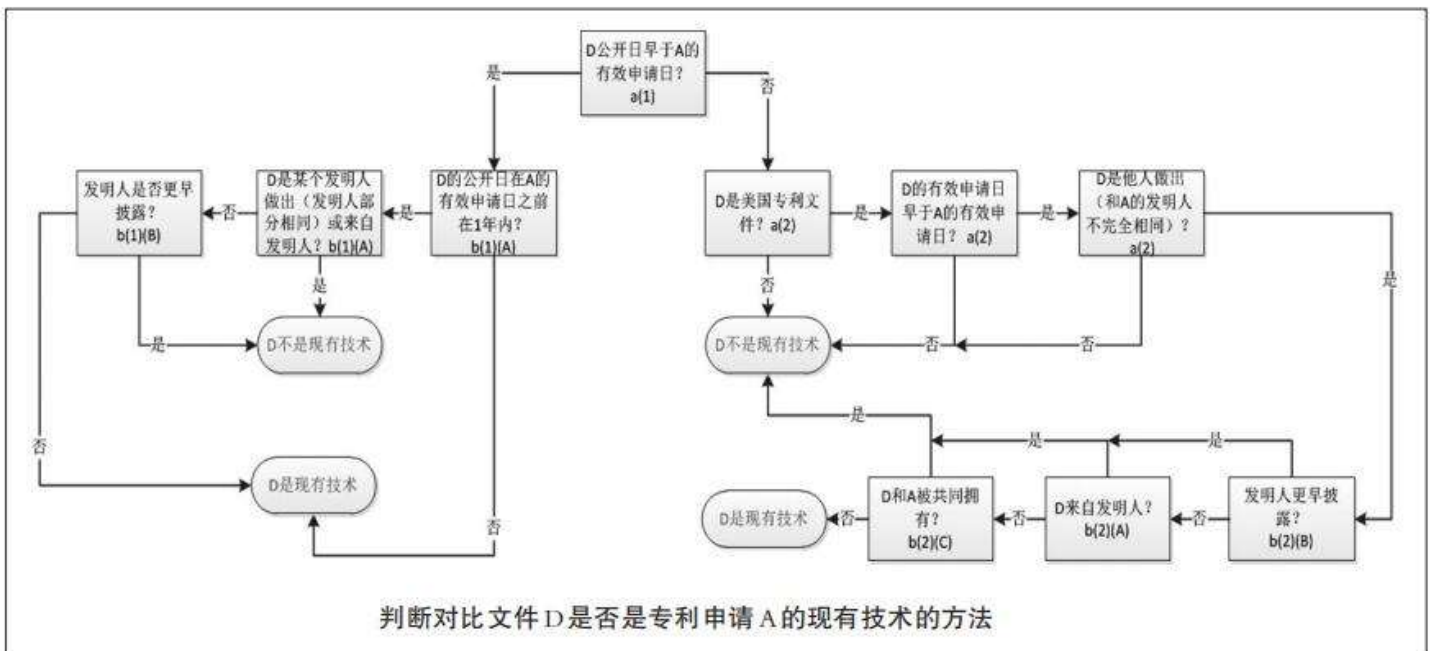 D公开日早于A的
有效申请日？
a(1)
是
否
发明人是否更早
披露？
b(1)(B)
否
D是某个发明人
做出（发明人部
分相同）或来自
发明人？b(1)(A)
是
D的公开日在A的
有效申请日之前
在1年内？
b(1)(A)
D是美国专利文
件？a(2)
是
D的有效申请日
早于A的有效申
请日？a(2)
是
D是他人做出
（和A的发明人
不完全相同）？
a(2)
是
否
是
D不是现有技术
是
D不是现有技术
否
否
是
是
是
否
D是现有技术
否
D是现有技术
否
D和A被共同拥
有？
b(2)(C)
否
D来自发明人？
b(2)(A)
否
发明人更早披
露？
b(2)(B)
判断对比文件D是否是专利申请A的现有技术的方法